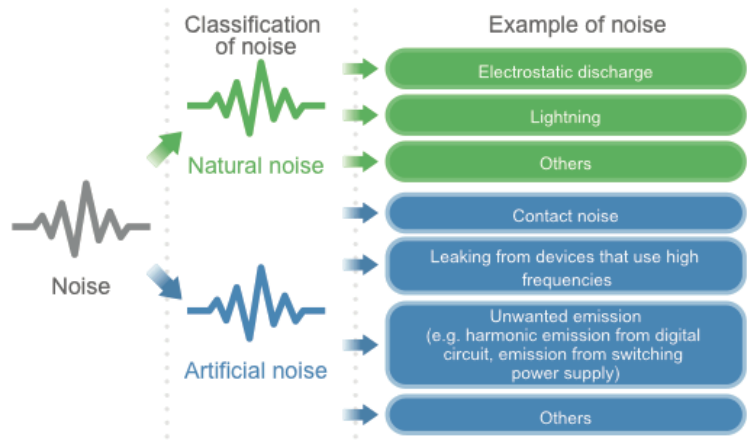 Classification
of noise
Example of noise
Electrostatic discharge
Lightning
Natural noise
Others
Contact noise
Noise
Leaking from devices that use high
frequencies
Unwanted emission
(e.g. harmonic emission from digital
circuit, emission from switching
power supply)
Artificial noise
Others